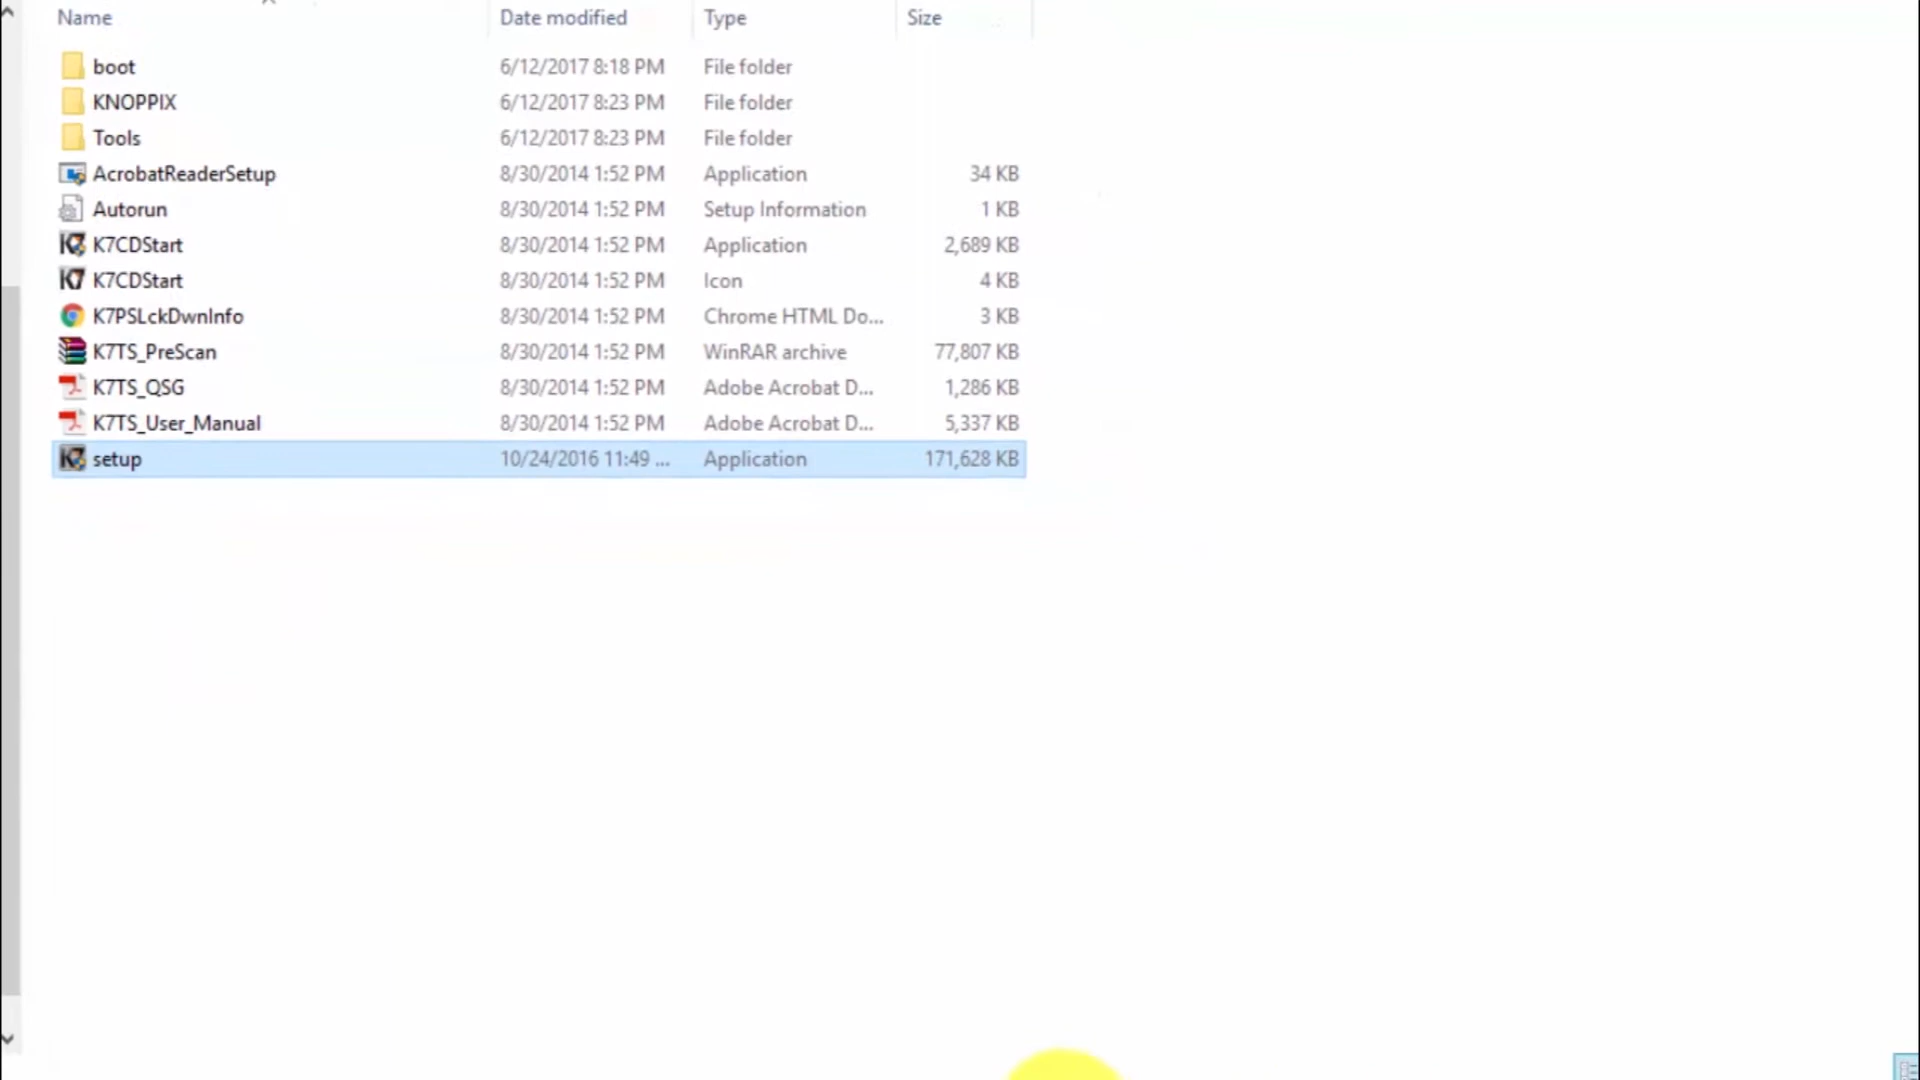 Name Date modified Type Size
boot 6/12/2017 8:18 PM File folder
KNOPPIX 6/12/2017 8:23 PM File folder
Tools 6/12/2017 8:23 PM File folder
AcrobatReaderSetup 8/30/2014 1:52 PM Application 34 KB
Autorun 8/30/2014 1:52 PM Setup Information 1 KB
K7CDStart 8/30/2014 1:52 PM Application 2,689 KB
K7CDStart 8/30/2014 1:52 PM Icon 4 KB
K7PSLckDwnInfo 8/30/2014 1:52 PM Chrome HTML Do... 3 KB
K7TS_PreScan 8/30/2014 1:52 PM WinRAR archive 77,807 KB
K7TS_QSG 8/30/2014 1:52 PM Adobe Acrobat D... 1,286 KB
K7TS_User_Manual 8/30/2014 1:52 PM Adobe Acrobat D... 5,337 KB
setup 10/24/2016 11:49 ... Application 171,628 KB